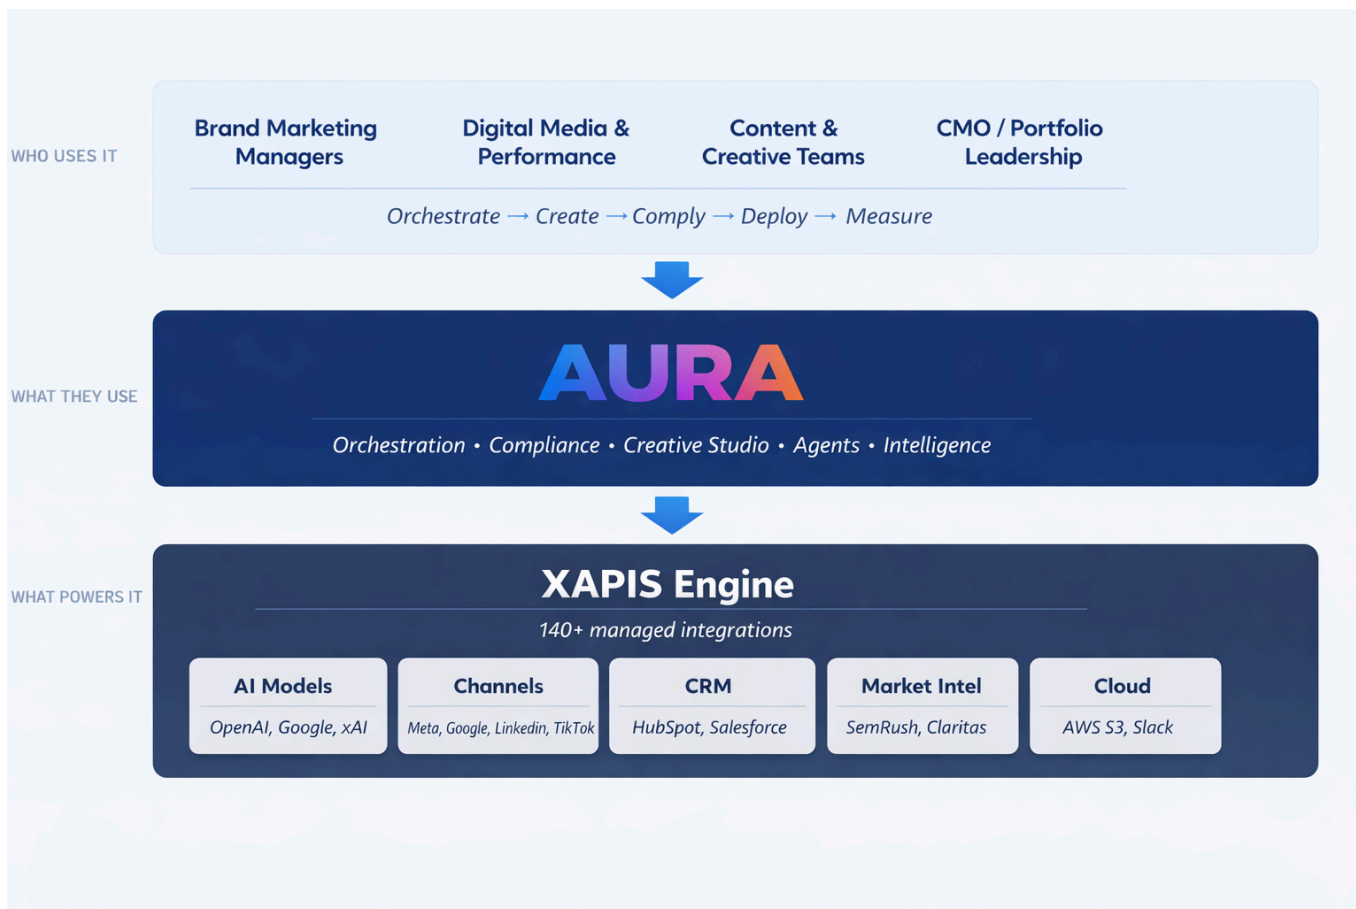 WHO USES IT
Brand Marketing
Managers
Digital Media &
Performance
Content &
Creative Teams
CMO / Portfolio
Leadership
Orchestrate → Create → Comply → Deploy → Measure
WHAT THEY USE
AURA
Orchestration • Compliance • Creative Studio • Agents • Intelligence
WHAT POWERS IT
XAPIS Engine
140+ managed integrations
AI Models
OpenAI, Google, xAI
Channels
Meta, Google, Linkedin, TikTok
CRM
HubSpot, Salesforce
Market Intel
SemRush, Claritas
Cloud
AWS S3, Slack